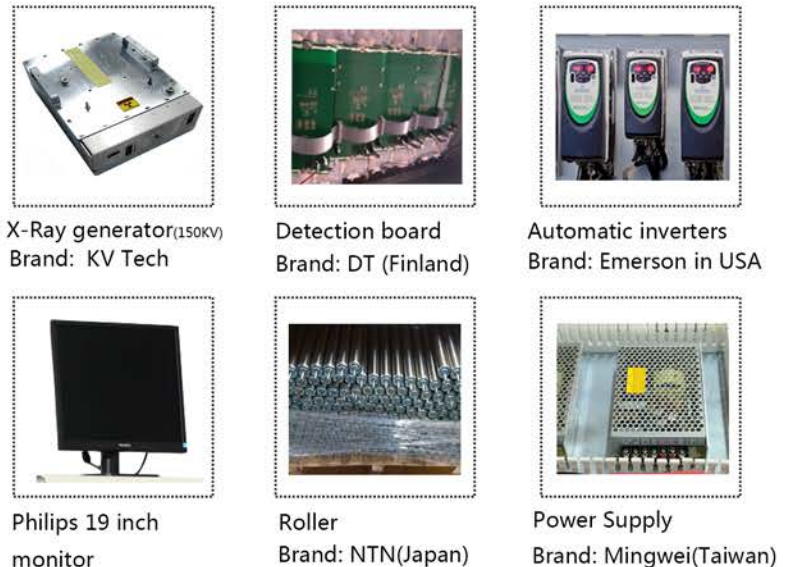 X-Ray generator(150KV)
Brand: KV Tech
Detection board
Brand: DT (Finland)
Automatic inverters
Brand: Emerson in USA
Philips 19 inch
monitor
Roller
Brand: NTN(Japan)
Power Supply
Brand: Mingwei(Taiwan)